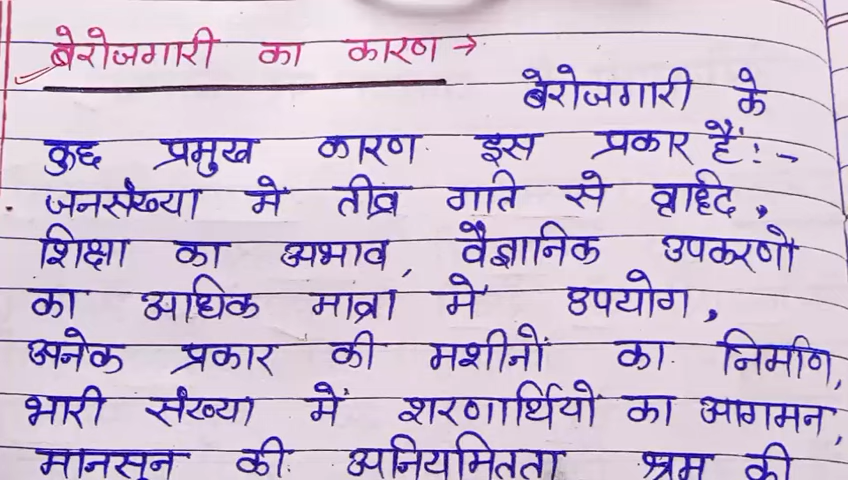 बेरोजगारी का कारण →
बेरोजगारी के
कुछ प्रमुख कारण इस प्रकार हैं:-
जनसंख्या में तीव्र गति से वृद्धि,
शिक्षा का अभाव, वैज्ञानिक उपकरणों
का अधिक मात्रा में उपयोग,
अनेक प्रकार की मशीनों का निर्माण,
भारी संख्या में शरणार्थियों का आगमन,
मानसून की अनियमितता श्रम की